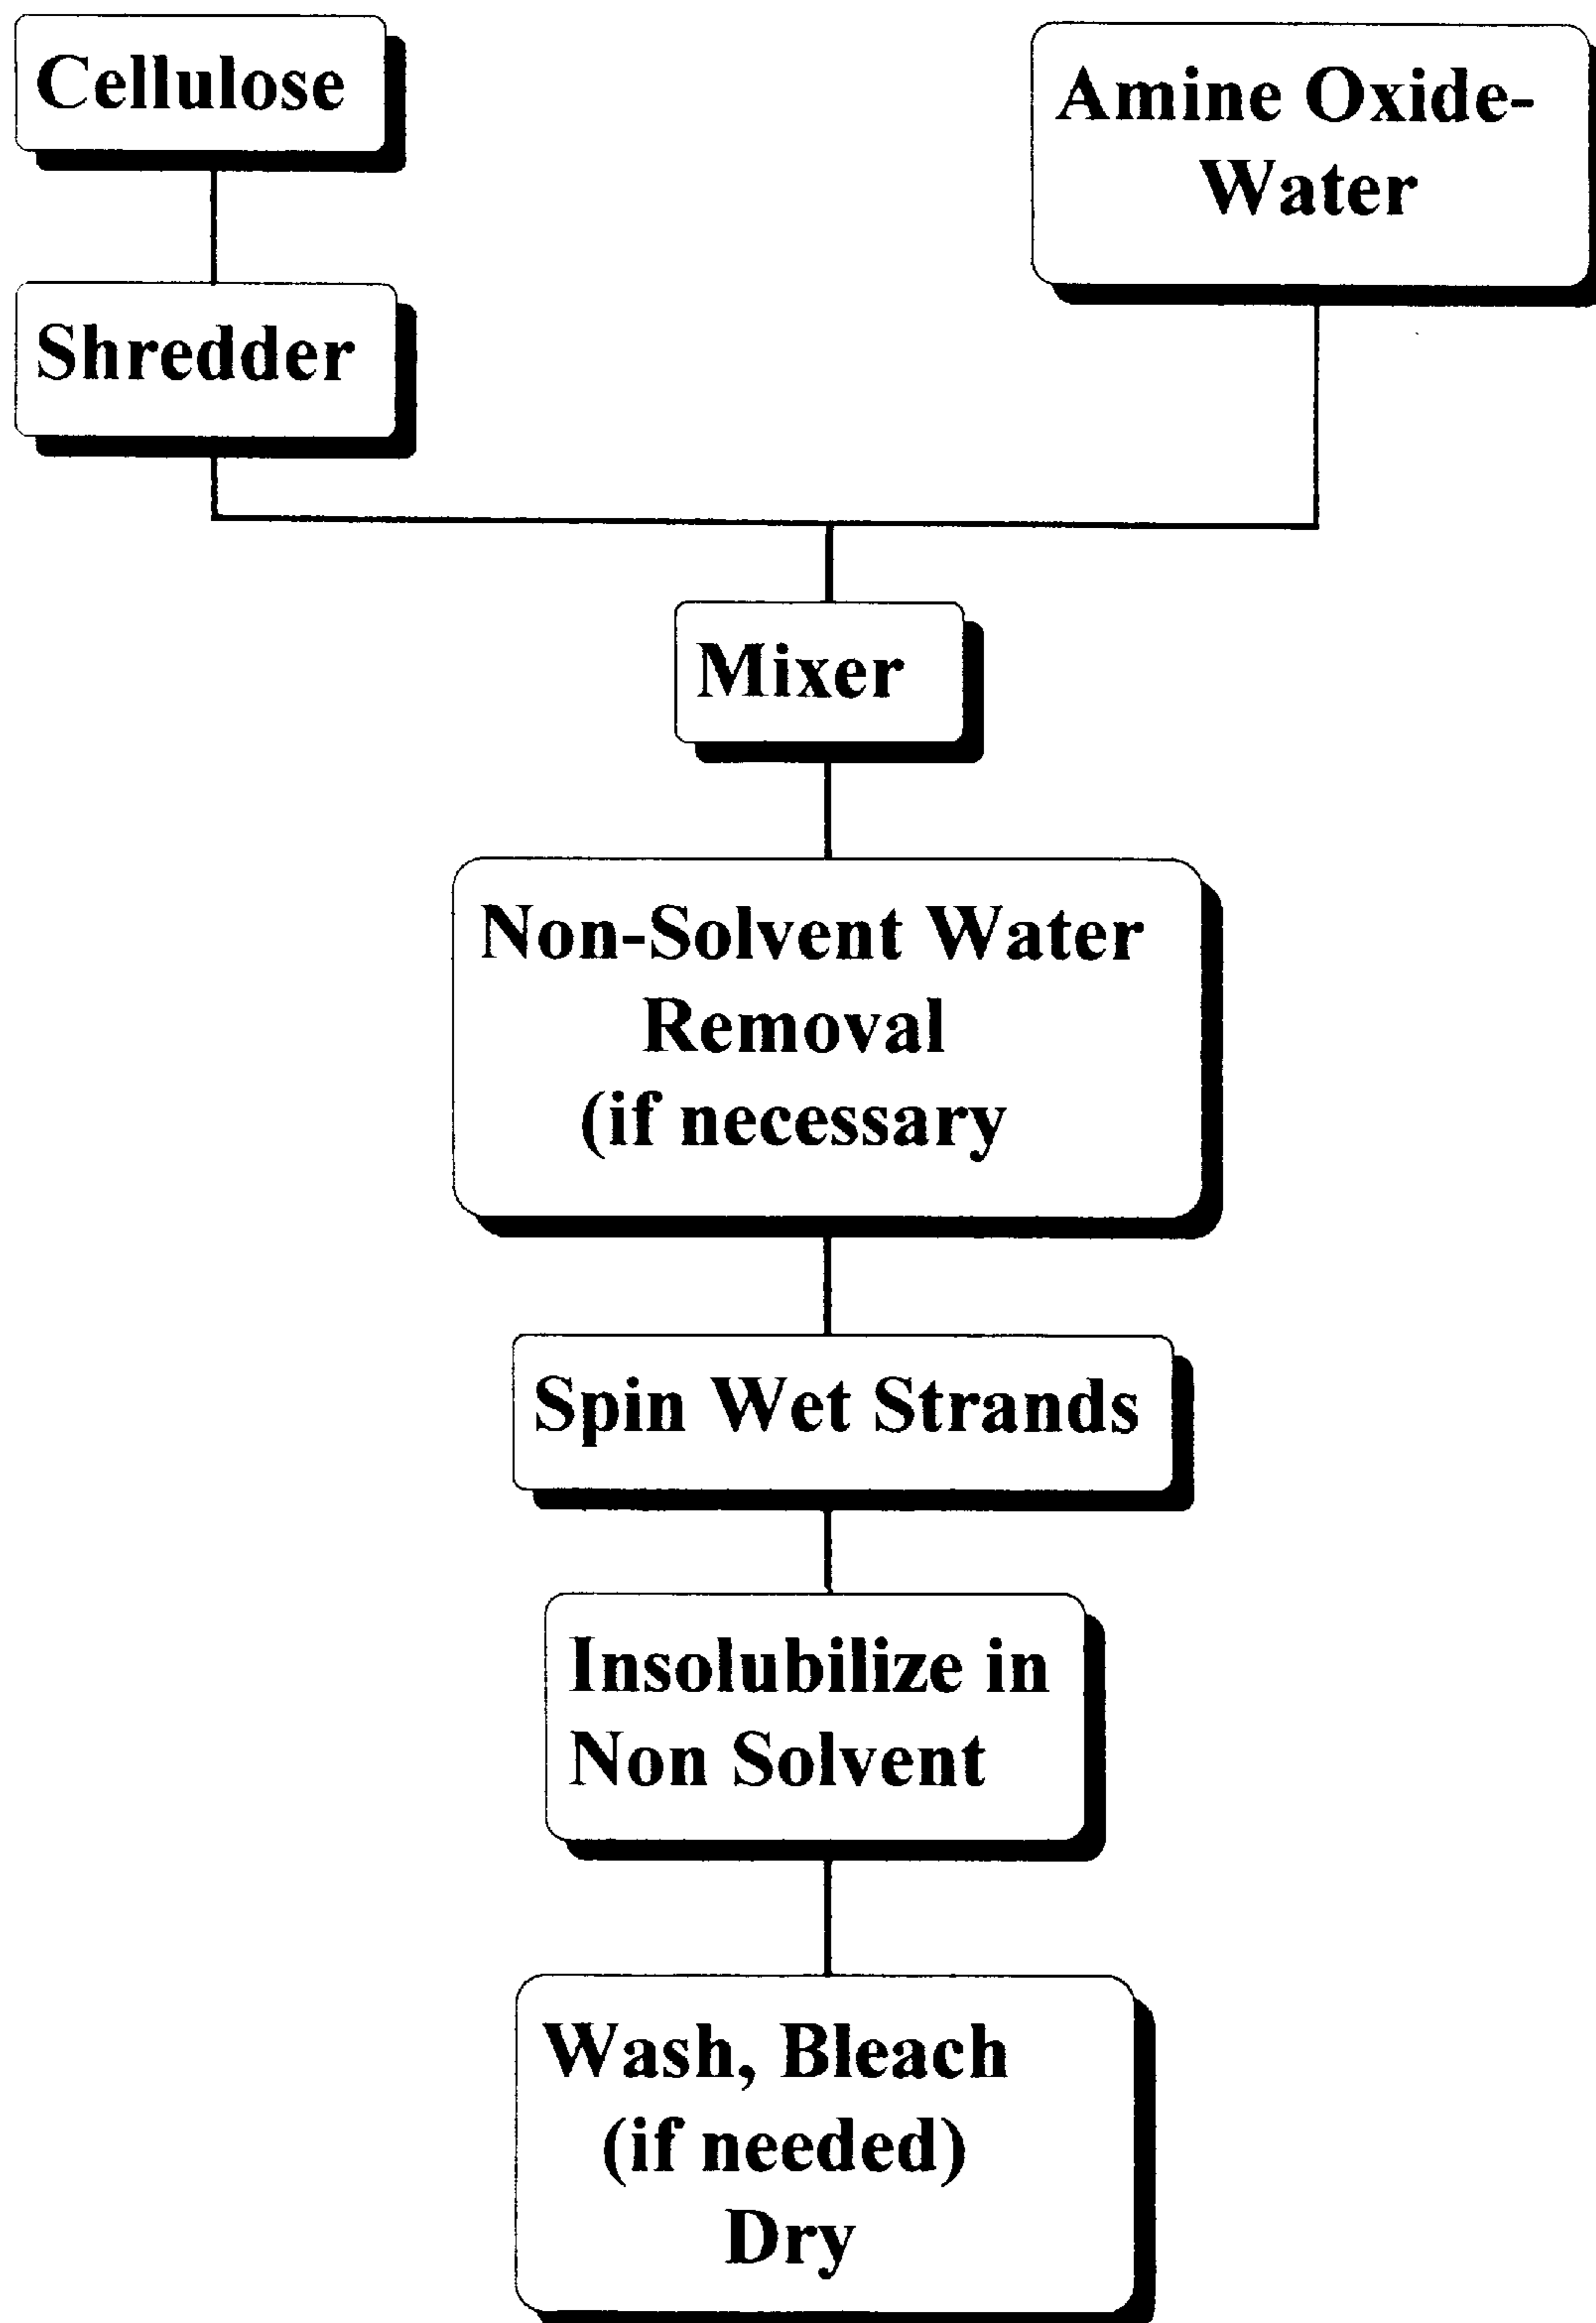 Cellulose
Amine Oxide-
Water
Shredder
Mixer
Non-Solvent Water
Removal
(if necessary
Spin Wet Strands
Insolubilize in
Non Solvent
Wash, Bleach
(if needed)
Dry